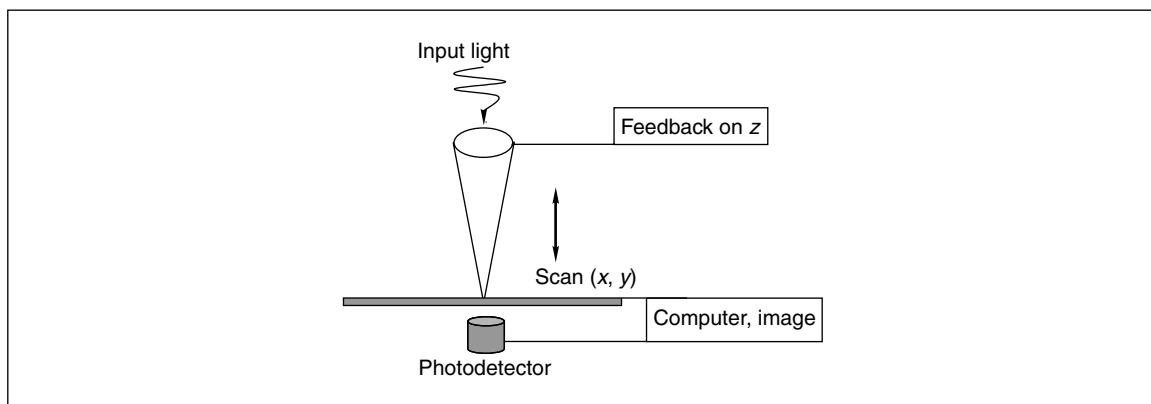 Input light
Feedback on z
Scan (x, y)
Computer, image
Photodetector